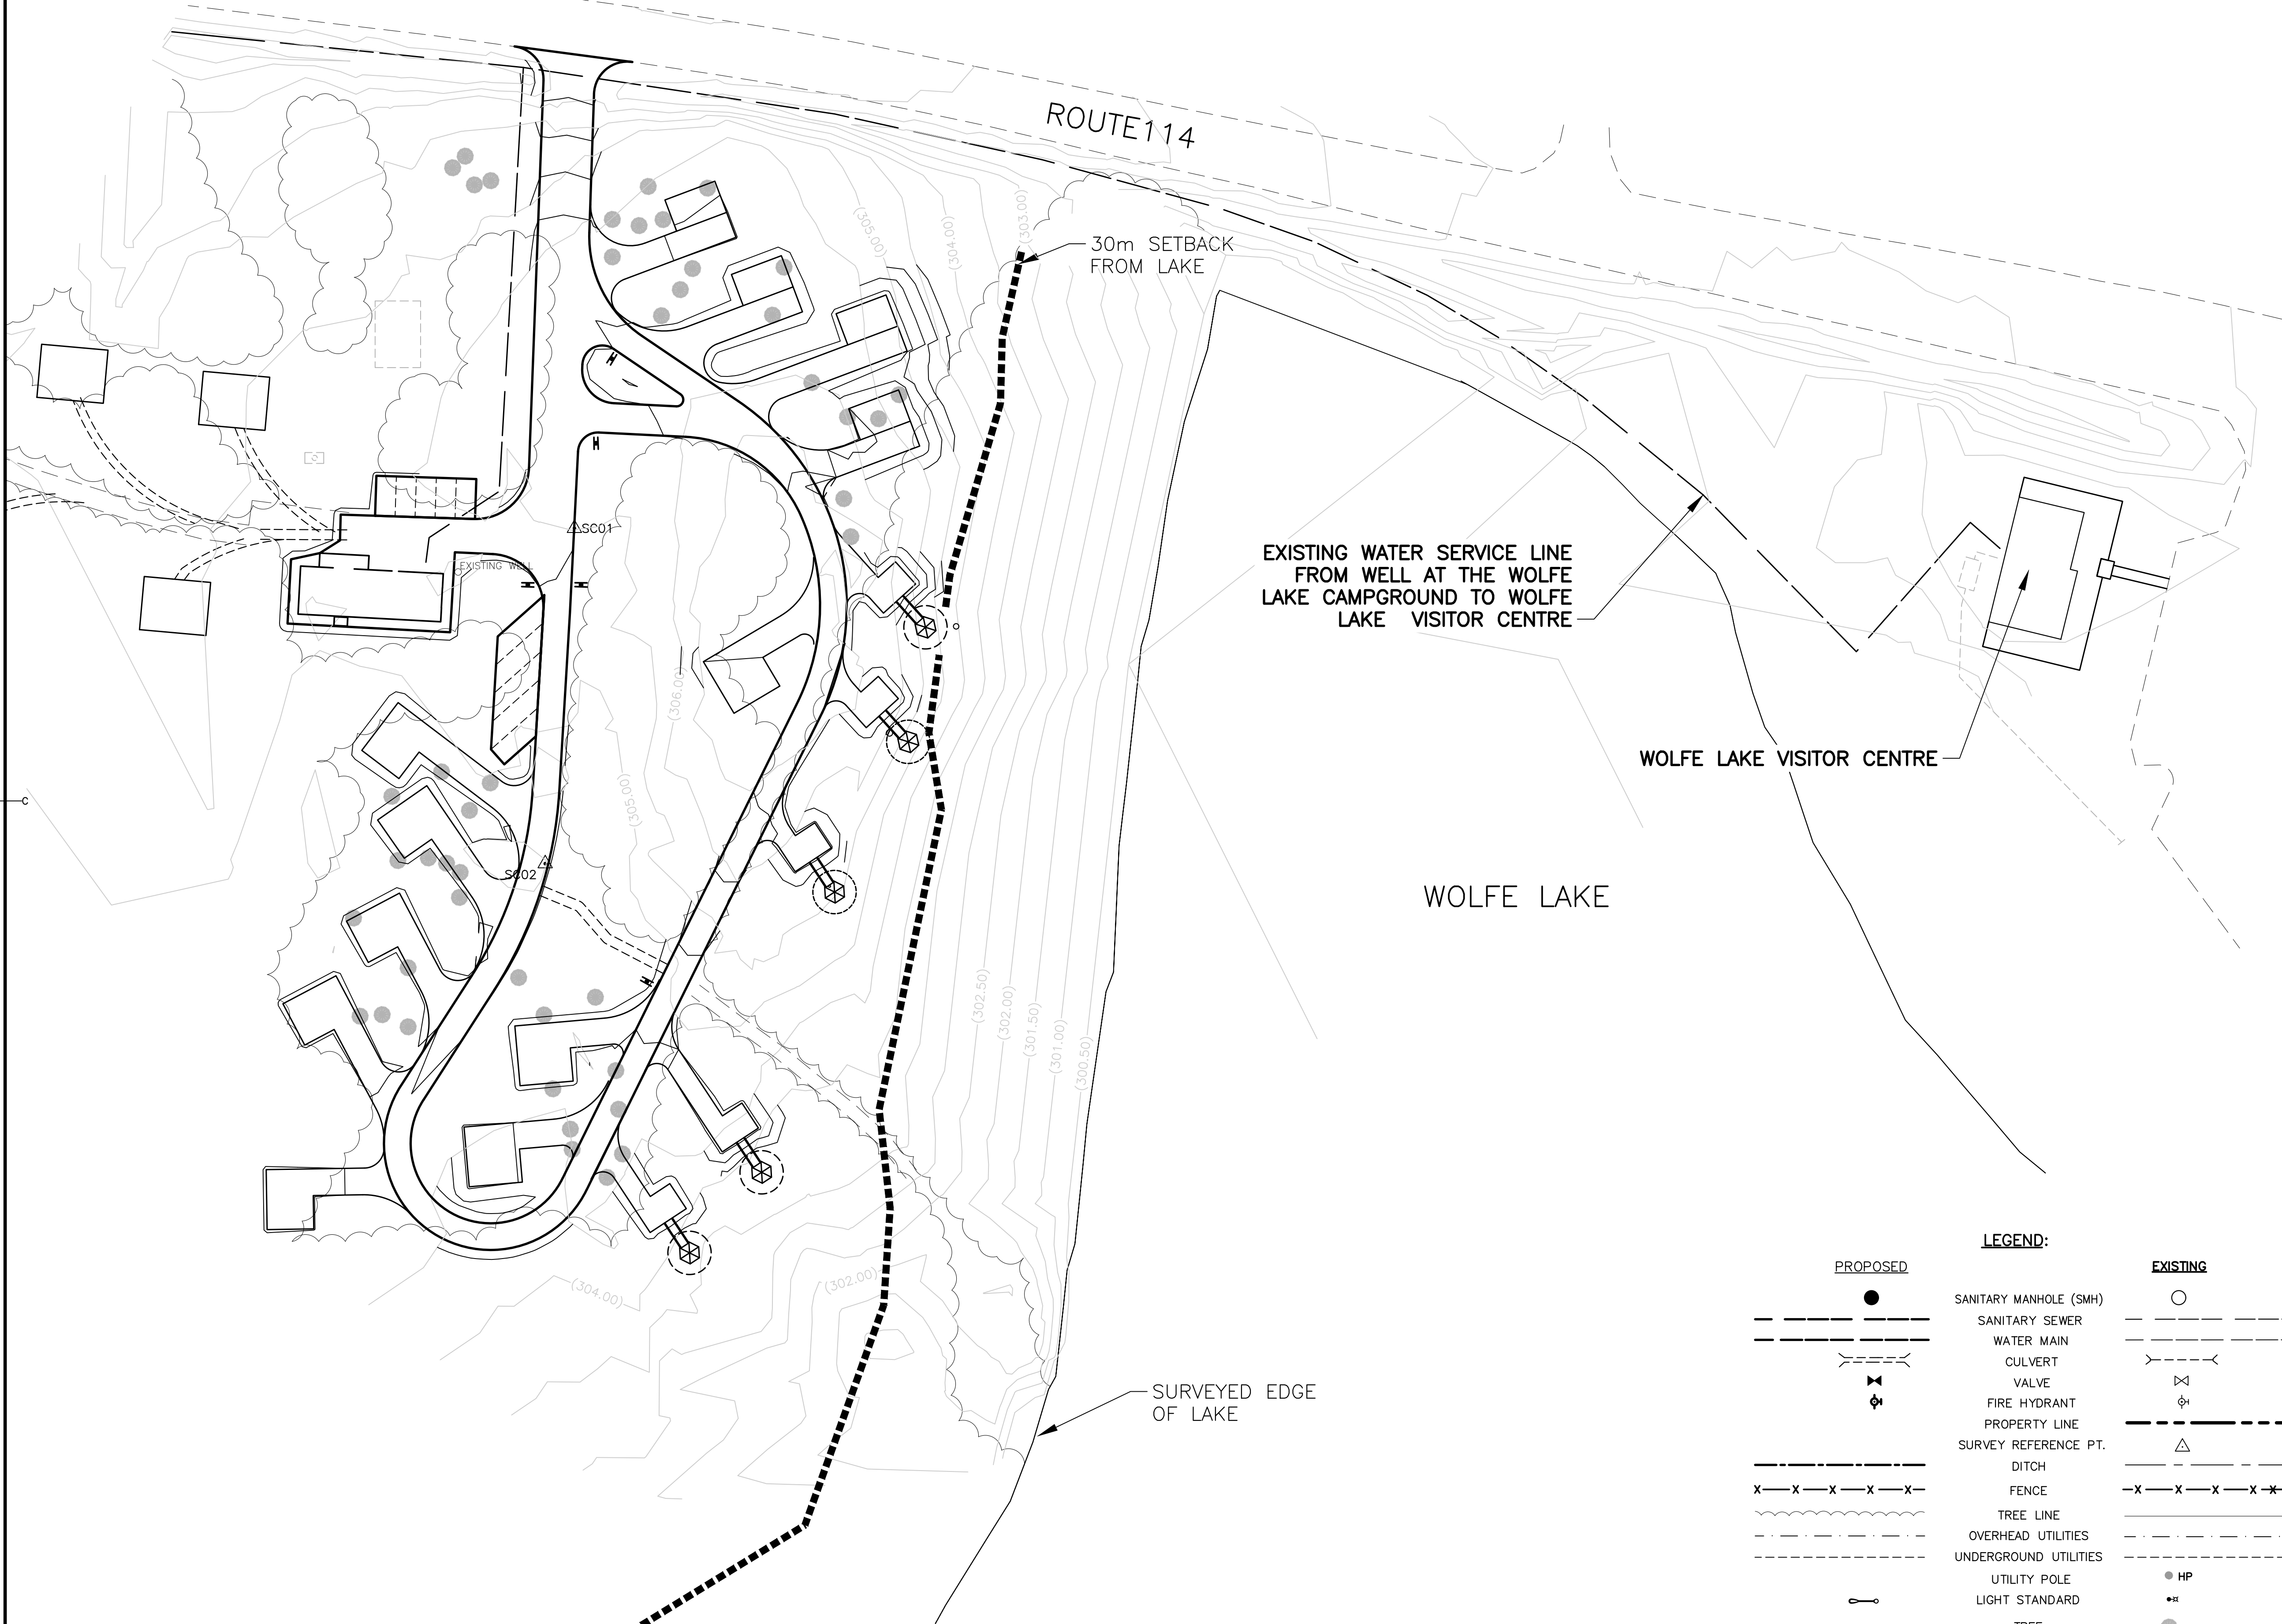 ROUTE114
(305.00)
(304.00)
(303.00)
30m SETBACK
FROM LAKE
SC01
EXISTING WELL
EXISTING WATER SERVICE LINE
FROM WELL AT THE WOLFE
LAKE CAMPGROUND TO WOLFE
LAKE VISITOR CENTRE
(306.00)
WOLFE LAKE VISITOR CENTRE
(305.00)
C
SC02
WOLFE LAKE
(302.50)
(302.00)
(301.50)
(301.00)
(300.50)
(304.00)
(302.00)
SURVEYED EDGE
OF LAKE
LEGEND:
PROPOSED EXISTING
SANITARY MANHOLE (SMH)
SANITARY SEWER
WATER MAIN
CULVERT
VALVE
FIRE HYDRANT
PROPERTY LINE
SURVEY REFERENCE PT.
DITCH
FENCE
TREE LINE
OVERHEAD UTILITIES
UNDERGROUND UTILITIES
UTILITY POLE HP
LIGHT STANDARD
TREE